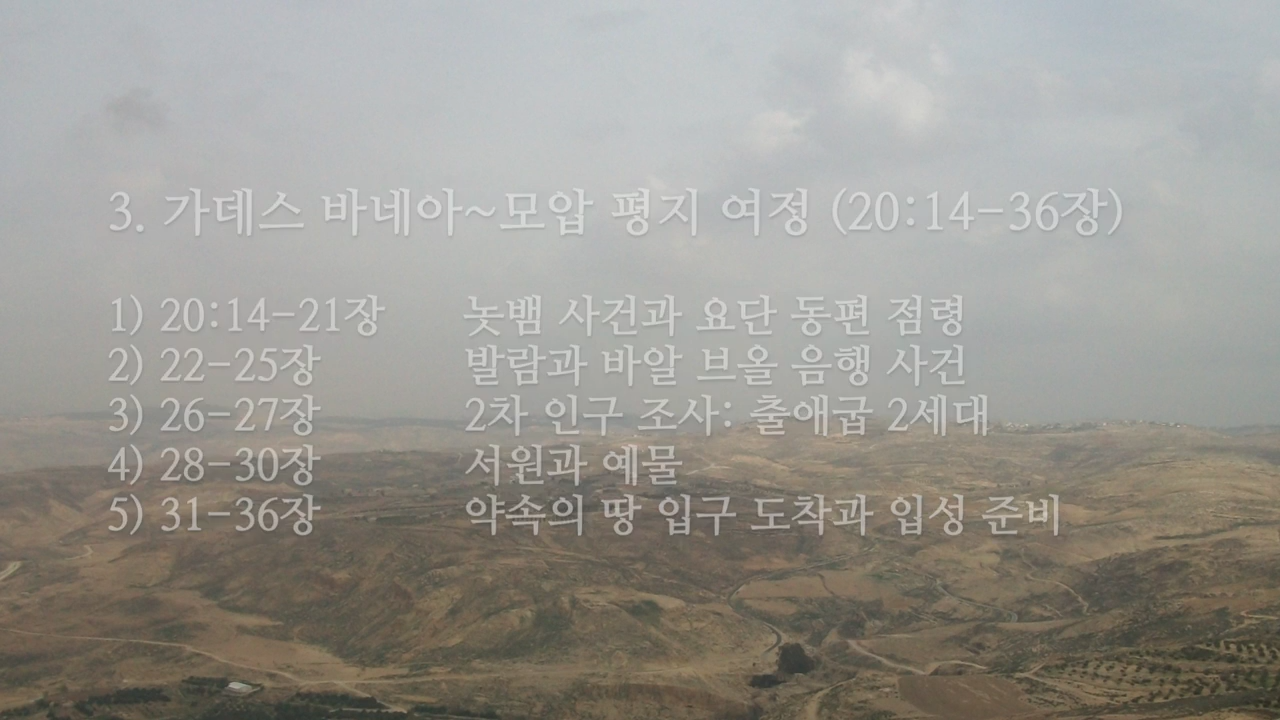 3. 가데스 바네아~모압 평지 여정 (20:14-36장)
1) 20:14-21장 놋뱀 사건과 요단 동편 점령
2) 22-25장 발람과 바알 브올 음행 사건
3) 26-27장 2차 인구 조사: 출애굽 2세대
4) 28-30장 서원과 예물
5) 31-36장 약속의 땅 입구 도착과 입성 준비